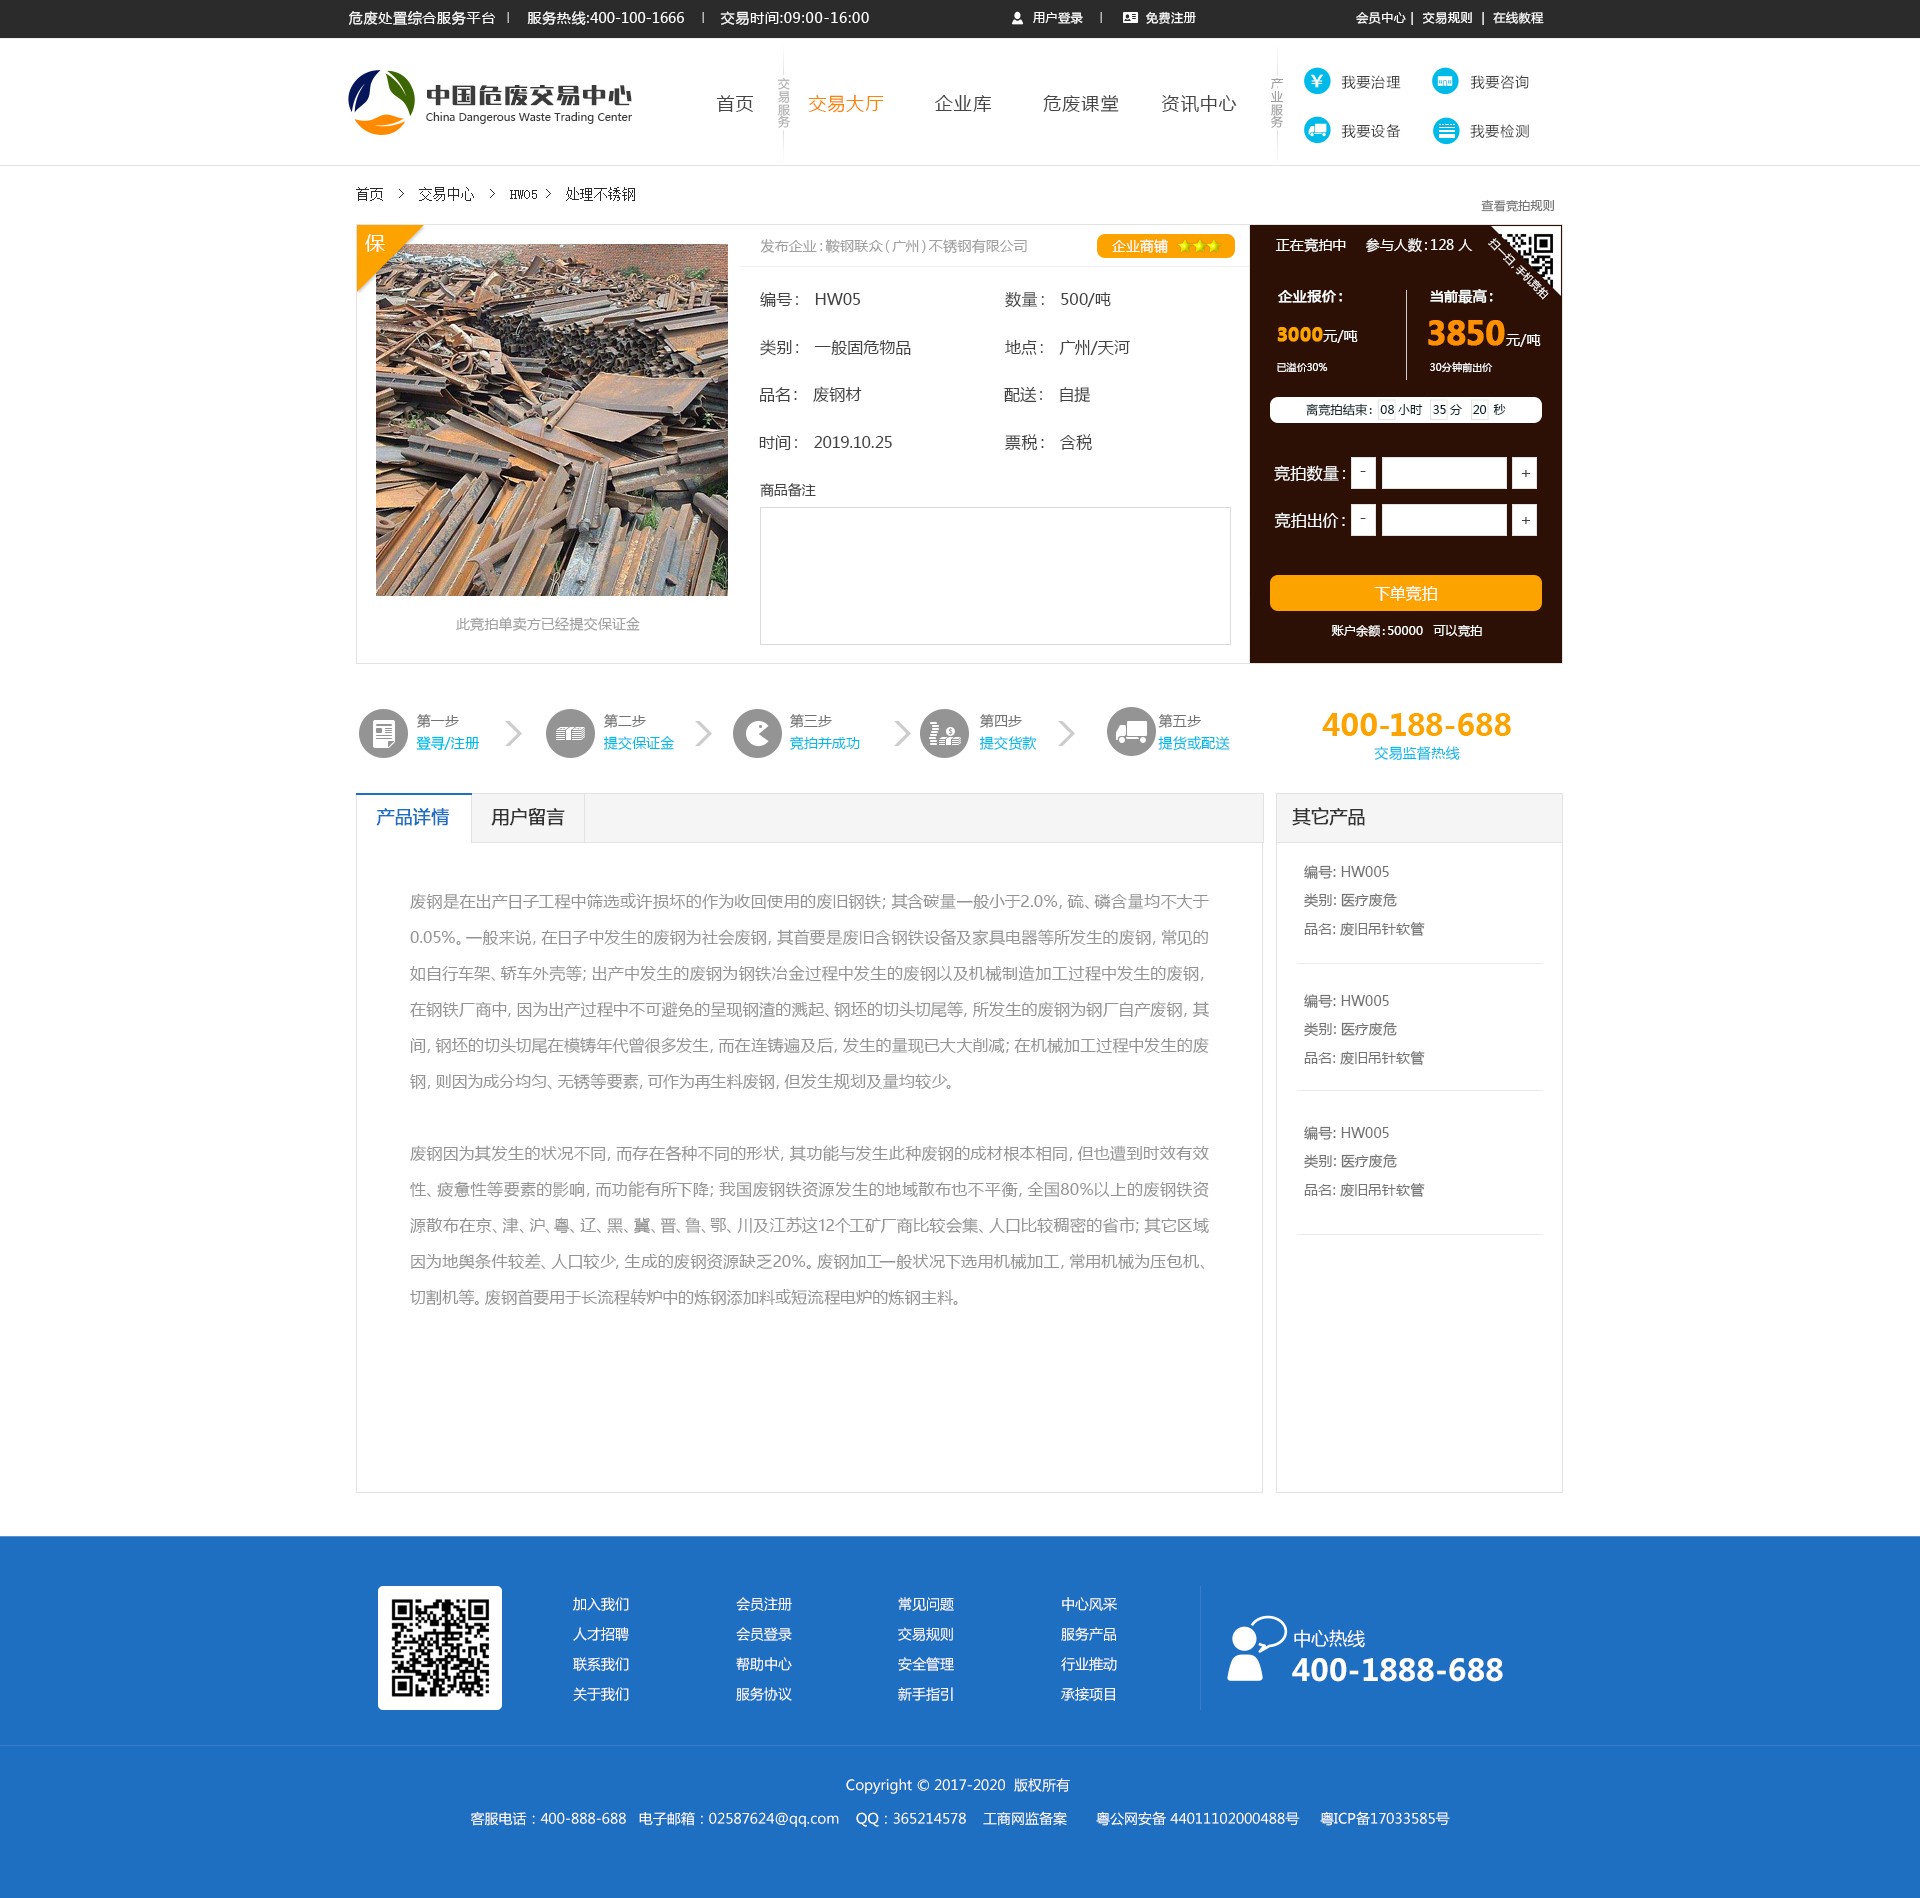 危废处置综合服务平台 | 服务热线:400-100-1666 | 交易时间:09:00-16:00 用户登录 | 免费注册 会员中心 | 交易规则 | 在线教程
中国危废交易中心
China Dangerous Waste Trading Center
首页 交易服务 交易大厅 企业库 危废课堂 资讯中心 产业服务
¥ 我要治理 我要咨询
我要设备 我要检测
首页 > 交易中心 > HW05 > 处理不锈钢
查看竞拍规则
保
此竞拍单卖方已经提交保证金
发布企业:鞍钢联众(广州)不锈钢有限公司 企业商铺
编号： HW05 数量： 500/吨
类别： 一般固危物品 地点： 广州/天河
品名： 废钢材 配送： 自提
时间： 2019.10.25 票税： 含税
商品备注
正在竞拍中 参与人数:128 人
扫一扫,手机竞拍
企业报价： 当前最高：
3000元/吨 3850元/吨
已溢价30% 30分钟前出价
离竞拍结束: 08 小时 35 分 20 秒
竞拍数量: - +
竞拍出价: - +
下单竞拍
账户余额:50000 可以竞拍
第一步 第二步 第三步 第四步 第五步
登寻/注册 > 提交保证金 > 竞拍并成功 > 提交货款 > 提货或配送
400-188-688
交易监督热线
产品详情 用户留言
废钢是在出产日子工程中筛选或许损坏的作为收回使用的废旧钢铁；其含碳量一般小于2.0%，硫、磷含量均不大于
0.05%。一般来说，在日子中发生的废钢为社会废钢，其首要是废旧含钢铁设备及家具电器等所发生的废钢，常见的
如自行车架、轿车外壳等；出产中发生的废钢为钢铁冶金过程中发生的废钢以及机械制造加工过程中发生的废钢，
在钢铁厂商中，因为出产过程中不可避免的呈现钢渣的溅起、钢坯的切头切尾等，所发生的废钢为钢厂自产废钢，其
间，钢坯的切头切尾在模铸年代曾很多发生，而在连铸遍及后，发生的量现已大大削减；在机械加工过程中发生的废
钢，则因为成分均匀、无锈等要素，可作为再生料废钢，但发生规划及量均较少。
废钢因为其发生的状况不同，而存在各种不同的形状，其功能与发生此种废钢的成材根本相同，但也遭到时效有效
性、疲惫性等要素的影响，而功能有所下降；我国废钢铁资源发生的地域散布也不平衡，全国80%以上的废钢铁资
源散布在京、津、沪、粤、辽、黑、冀、晋、鲁、鄂、川及江苏这12个工矿厂商比较会集、人口比较稠密的省市；其它区域
因为地舆条件较差、人口较少，生成的废钢资源缺乏20%。废钢加工一般状况下选用机械加工，常用机械为压包机、
切割机等。废钢首要用于长流程转炉中的炼钢添加料或短流程电炉的炼钢主料。
其它产品
编号: HW005
类别: 医疗废危
品名: 废旧吊针软管
编号: HW005
类别: 医疗废危
品名: 废旧吊针软管
编号: HW005
类别: 医疗废危
品名: 废旧吊针软管
加入我们 会员注册 常见问题 中心风采
人才招聘 会员登录 交易规则 服务产品
联系我们 帮助中心 安全管理 行业推动
关于我们 服务协议 新手指引 承接项目
中心热线
400-1888-688
Copyright © 2017-2020 版权所有
客服电话：400-888-688 电子邮箱：02587624@qq.com QQ：365214578 工商网监备案 粤公网安备 44011102000488号 粤ICP备17033585号